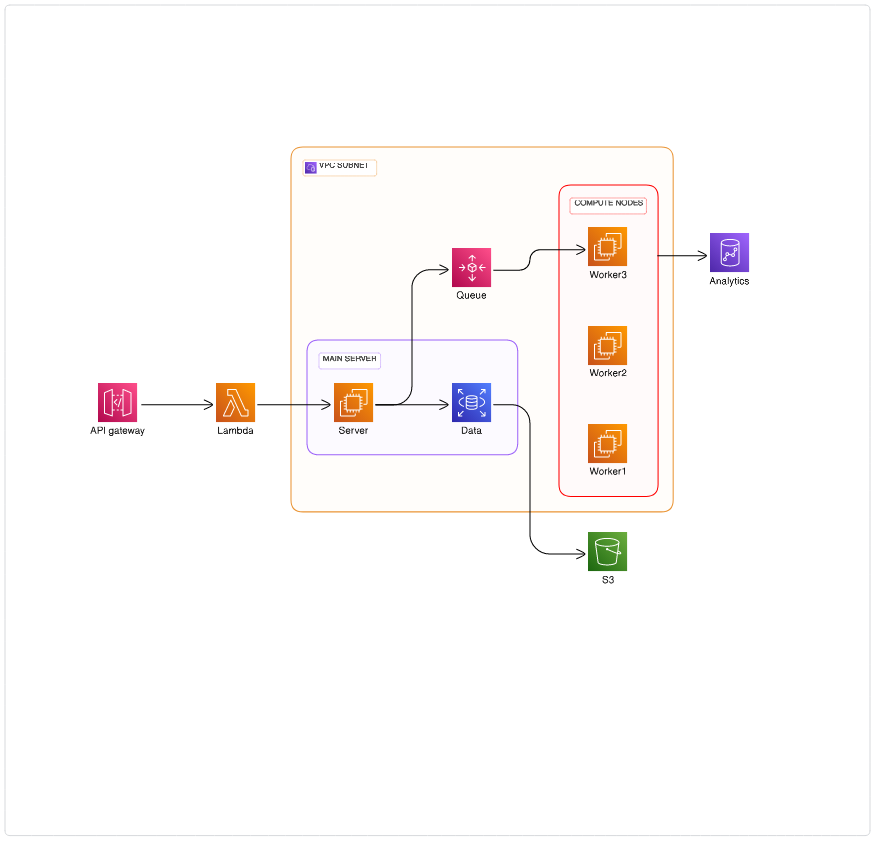 VPC SUBNET
COMPUTE NODES
Worker3
Analytics
Queue
Worker2
MAIN SERVER
API gateway
Lambda
Server
Data
Worker1
S3